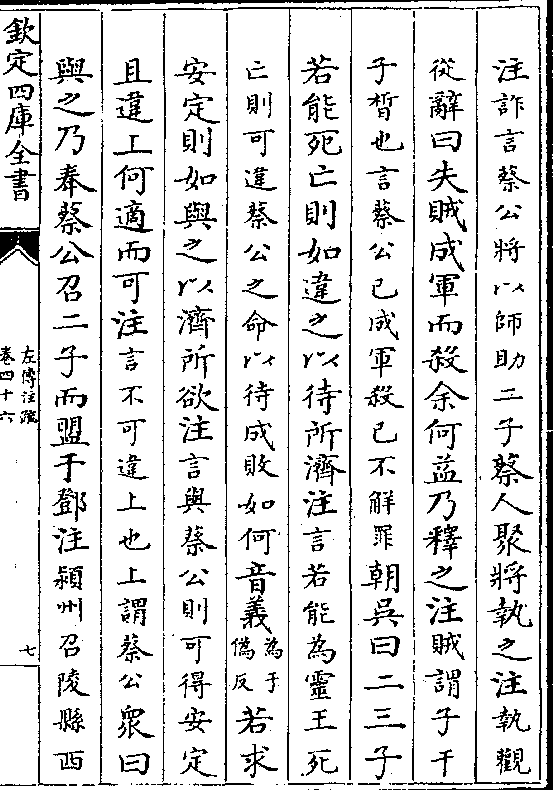 注詐言蔡公將以師助二子蔡人聚將執之注執觀
從辭曰失賊成軍而殺余何益乃釋之注賊謂子干
子晳也言蔡公已成軍殺已不解罪朝吳曰二三子
若能死亡則如違之以待所濟注言若能為靈王死
亡則可違蔡公之命以待成敗如何音義為于偽反若求
安定則如與之以濟所欲注言與蔡公則可得安定
且違上何適而可注言不可違上也上謂蔡公衆曰
與之乃奉蔡公召二子而盟于鄧注潁州召陵縣西
欽定四庫全書
左傳注疏
卷四十六
七